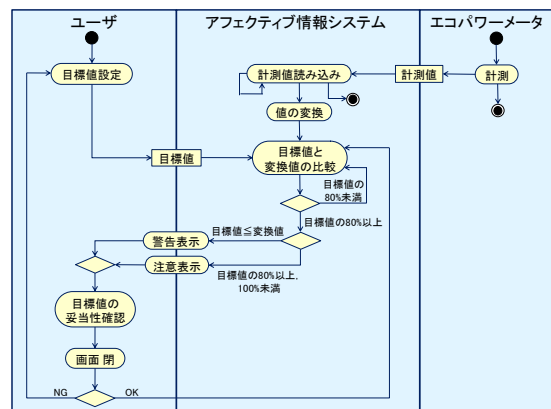 ユーザ
アフェクティブ情報システム
エコパワーメータ
目標値設定
計測値読み込み
計測値
計測
値の変換
目標値
目標値と
変換値の比較
目標値の
80%未満
目標値の80%以上
目標値≦変換値
警告表示
注意表示
目標値の80%以上,
100%未満
目標値の
妥当性確認
画面 閉
NG
OK